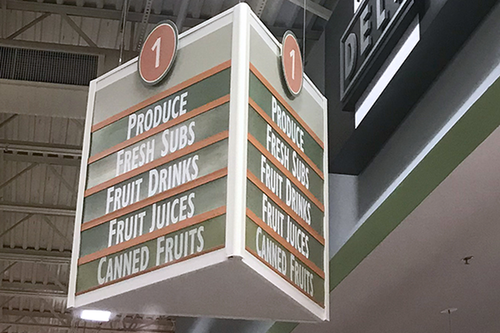 1
PRODUCE
FRESH SUBS
FRUIT DRINKS
FRUIT JUICES
CANNED FRUITS
1
PRODUCE
FRESH SUBS
FRUIT DRINKS
FRUIT JUICES
CANNED FRUITS